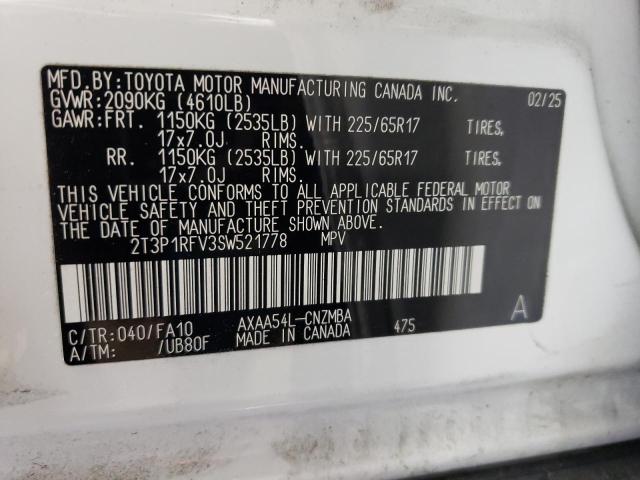 MFD.BY:TOYOTA MOTOR MANUFACTURING CANADA INC. 02/25
GVWR:2090KG (4610LB)
GAWR:FRT. 1150KG (2535LB) WITH 225/65R17 TIRES,
17x7.0J RIMS.
RR. 1150KG (2535LB) WITH 225/65R17 TIRES,
17x7.0J RIMS.
THIS VEHICLE CONFORMS TO ALL APPLICABLE FEDERAL MOTOR
VEHICLE SAFETY AND THEFT PREVENTION STANDARDS IN EFFECT ON
THE DATE OF MANUFACTURE SHOWN ABOVE.
2T3P1RFV3SW521778 MPV
C/TR:040/FA10 AXAA54L-CNZMBA 475 A
A/TM: /UB80F MADE IN CANADA